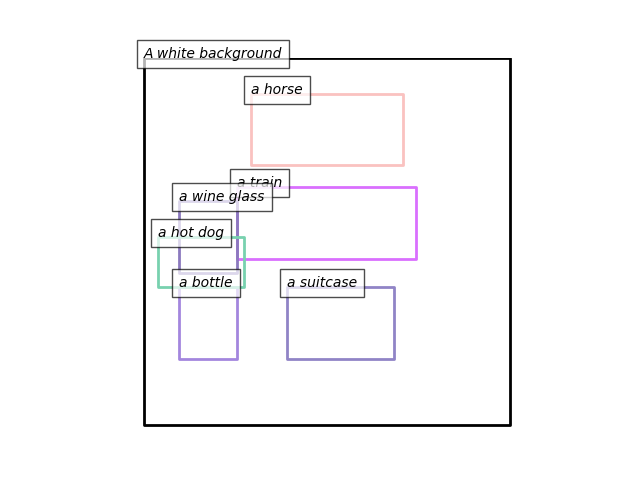 A white background
a horse
a train
a wine glass
a hot dog
a bottle
a suitcase